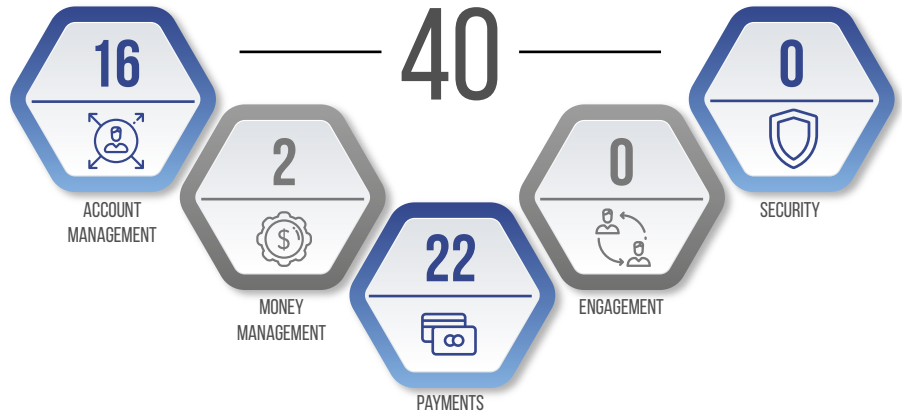 40
16
ACCOUNT
MANAGEMENT
2
$
MONEY
MANAGEMENT
22
PAYMENTS
0
ENGAGEMENT
0
SECURITY